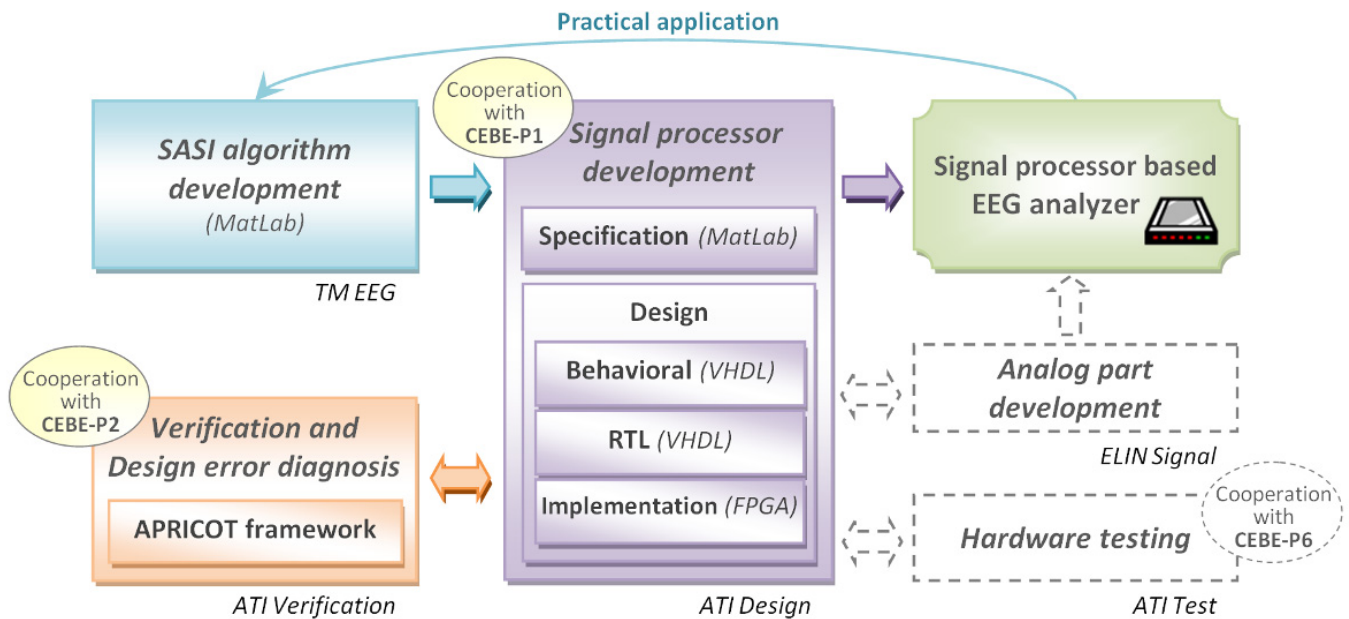 Practical application
Cooperation
with
CEBE-P1
SASI algorithm
development
(MatLab)
TM EEG
Signal processor
development
Specification (MatLab)
Design
Behavioral (VHDL)
RTL (VHDL)
Implementation (FPGA)
ATI Design
Signal processor based
EEG analyzer
Cooperation
with
CEBE-P2
Verification and
Design error diagnosis
APRICOT framework
ATI Verification
Analog part
development
ELIN Signal
Cooperation
with
CEBE-P6
Hardware testing
ATI Test